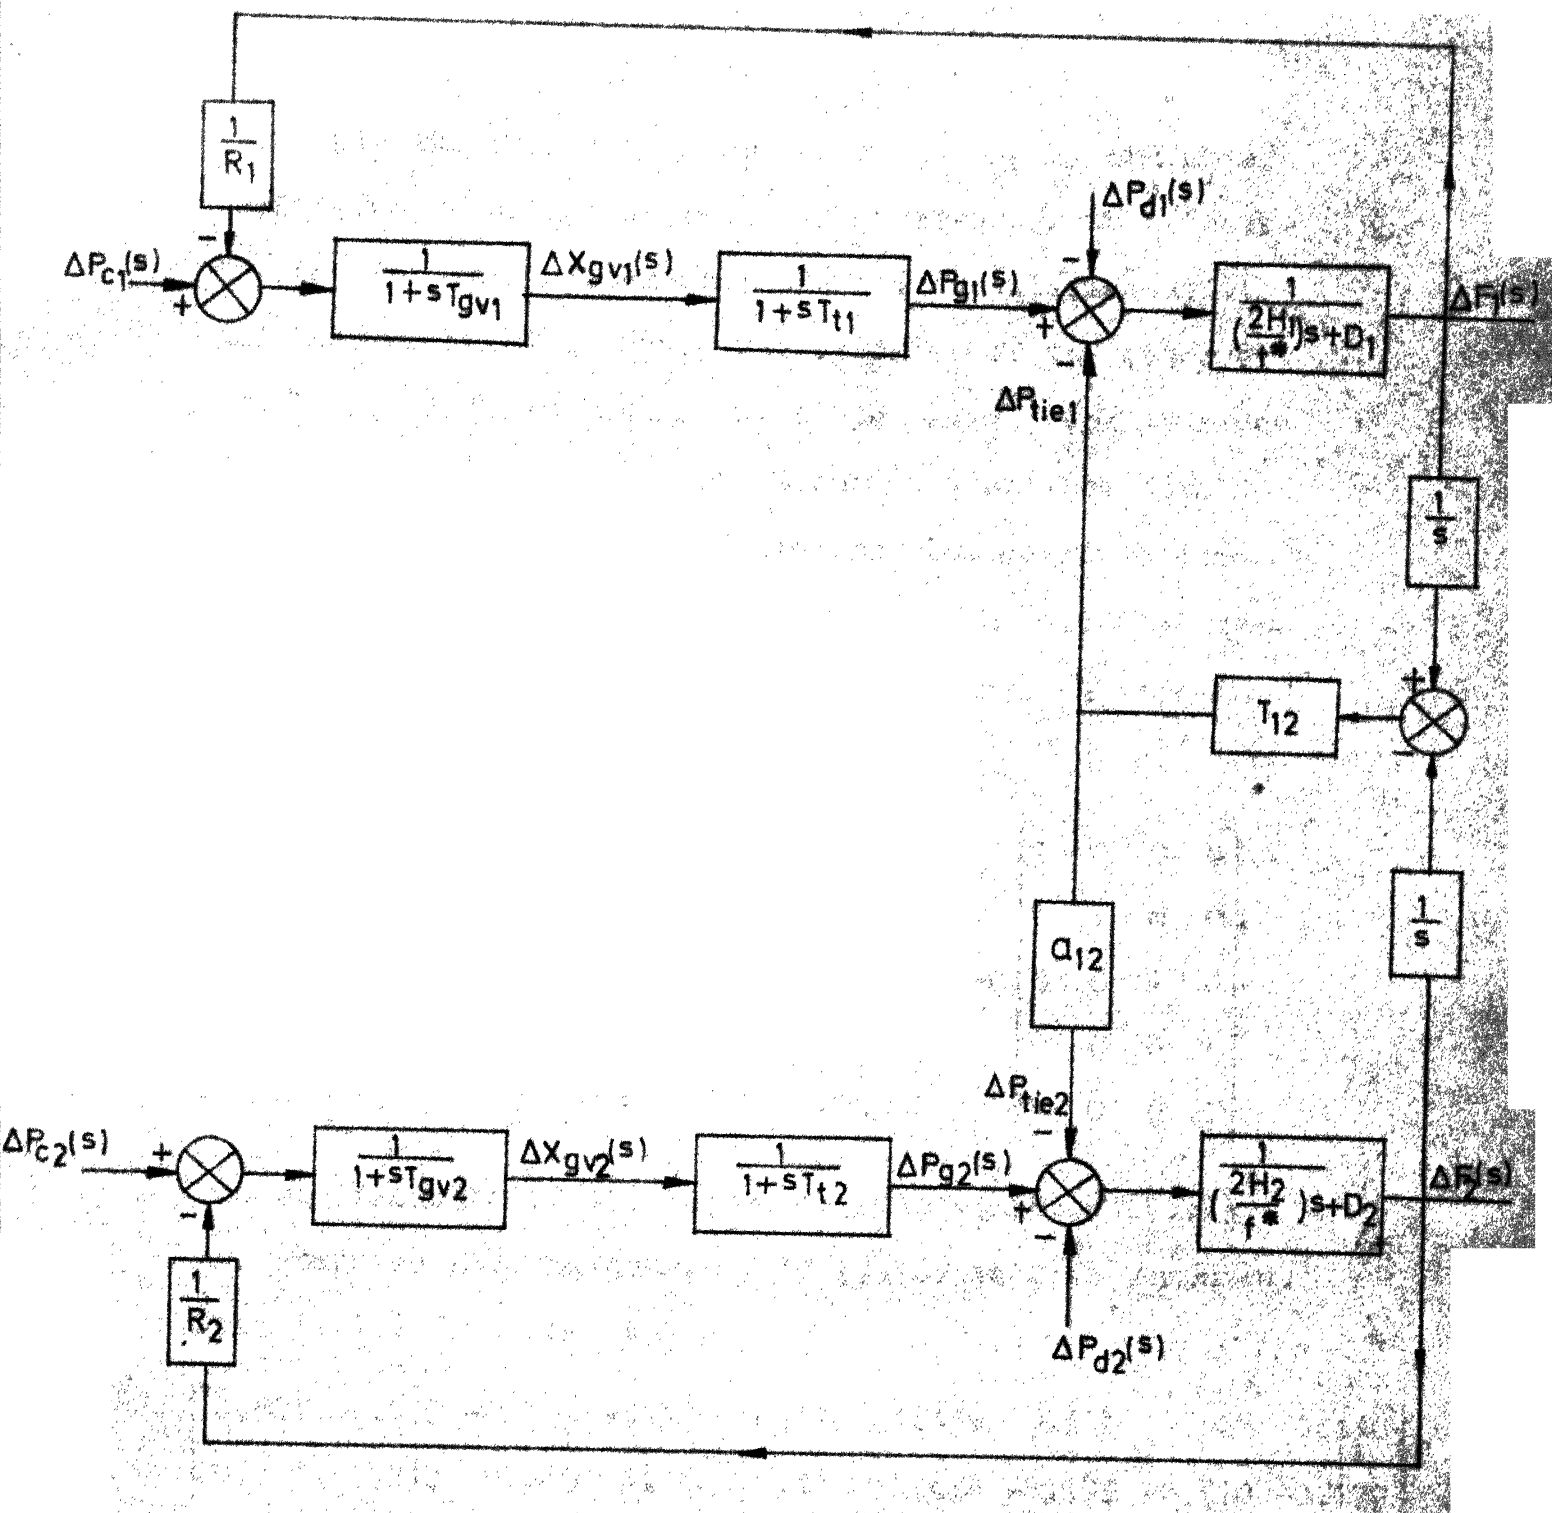 1
R1
ΔPd1(s)
ΔPc1(s)
−
+
1
1+sTgv1
ΔXgv1(s)
1
1+sTt1
ΔPg1(s)
−
+
−
1
(2H1/f*)s+D1
ΔF1(s)
ΔPtie1
1
s
+
−
T12
a12
1
s
ΔPtie2
−
ΔPc2(s)
+
−
1
1+sTgv2
ΔXgv2(s)
1
1+sTt2
ΔPg2(s)
+
−
1
(2H2/f*)s+D2
ΔF2(s)
1
R2
ΔPd2(s)